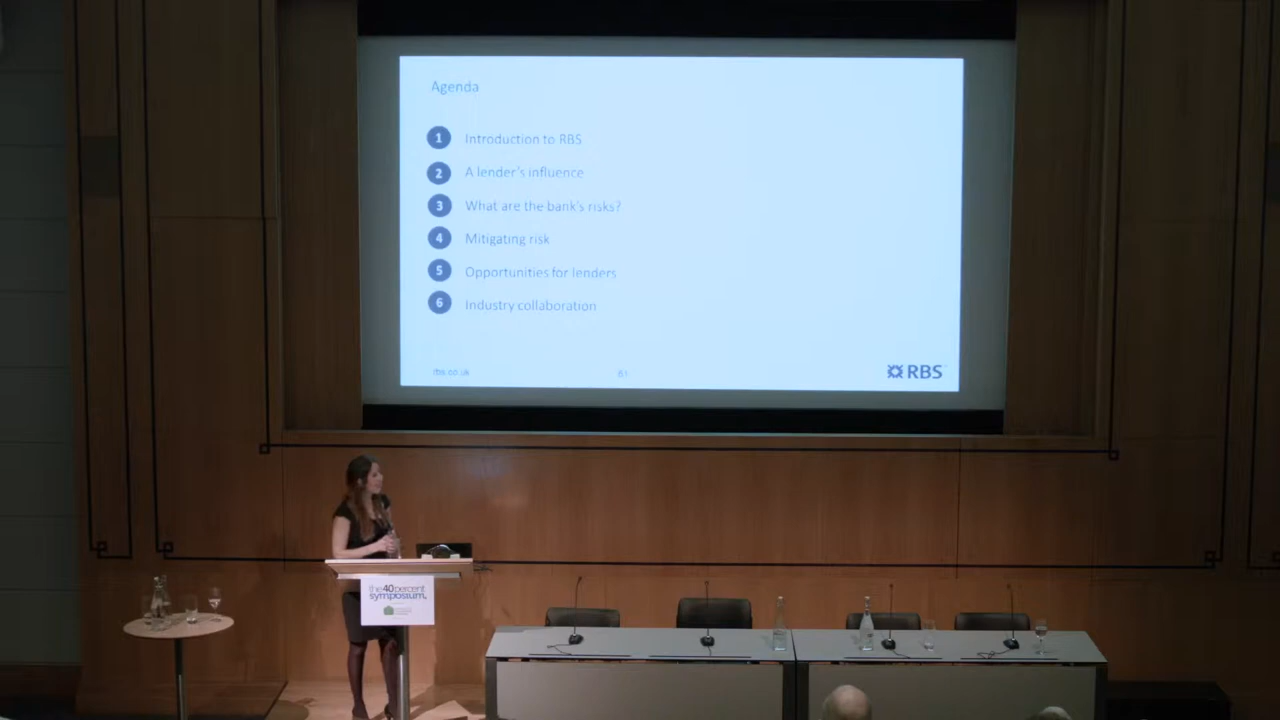 Agenda
1 Introduction to RBS
2 A lender's influence
3 What are the bank's risks?
4 Mitigating risk
5 Opportunities for lenders
6 Industry collaboration
rbs.co.uk
61
RBS
the 40 percent
symposium.